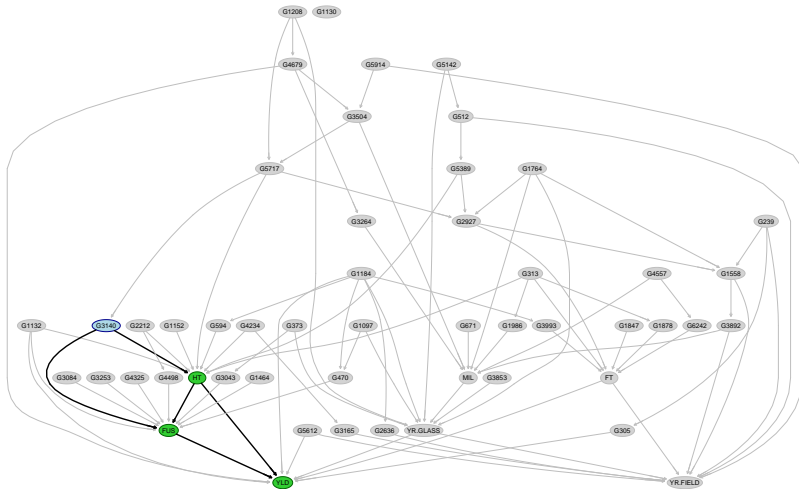 G1208 G1130
G4679 G5914 G5142
G3504 G512
G5717 G5389 G1764
G3264 G2927 G239
G1184 G313 G4557 G1558
G1132 G3140 G2212 G1152 G594 G4234 G373 G1097 G671 G1986 G3993 G1847 G1878 G6242 G3892
G3084 G3253 G4325 G4498 HT G3043 G1464 G470 MIL G3853 FT
FUS G5612 G3165 G2636 YR.GLASS G305
YLD YR.FIELD